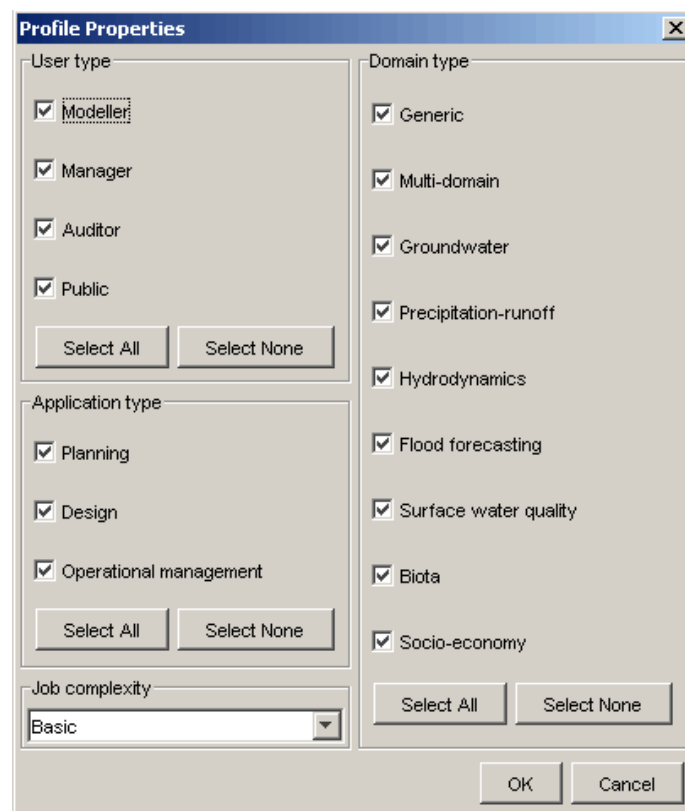 Profile Properties
User type
Modeller
Manager
Auditor
Public
Select All Select None
Application type
Planning
Design
Operational management
Select All Select None
Job complexity
Basic
Domain type
Generic
Multi-domain
Groundwater
Precipitation-runoff
Hydrodynamics
Flood forecasting
Surface water quality
Biota
Socio-economy
Select All Select None
OK Cancel